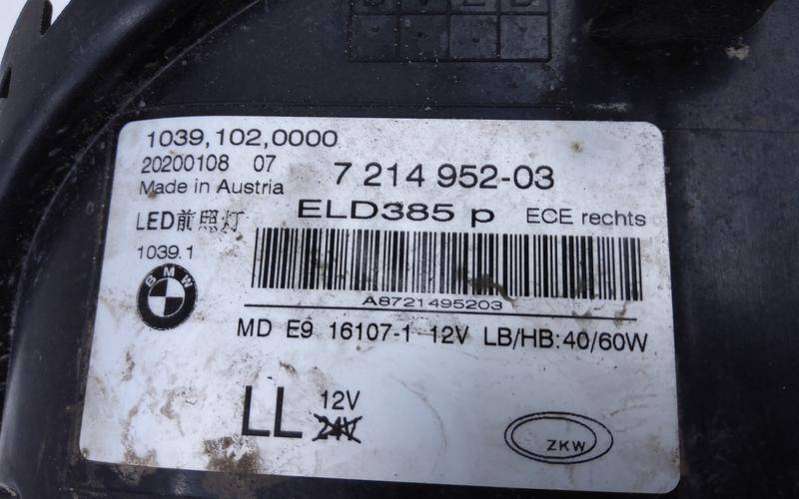 1039,102,0000
20200108 07
7 214 952-03
Made in Austria
ELD385 p ECE rechts
LED前照灯
1039.1
BMW
A8721495203
MD E9 16107-1 12V LB/HB:40/60W
LL 12V
24V
ZKW